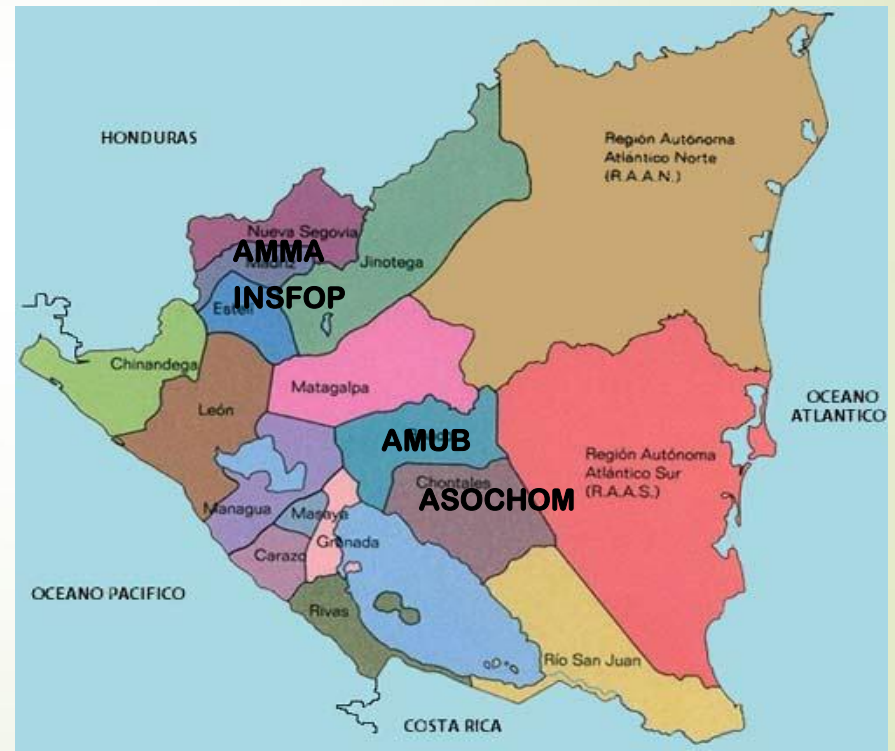 HONDURAS
Región Autónoma
Atlántico Norte
(R.A.A.N.)
Nueva Segovia
AMMA
Madriz
Jinotega
INSFOP
Estelí
Chinandega
Matagalpa
León
OCEANO
ATLANTICO
AMUB
Región Autónoma
Atlántico Sur
(R.A.A.S.)
Chontales
ASOCHOM
Managua
Masaya
Granada
Carazo
OCEANO PACIFICO
Rivas
Río San Juan
COSTA RICA